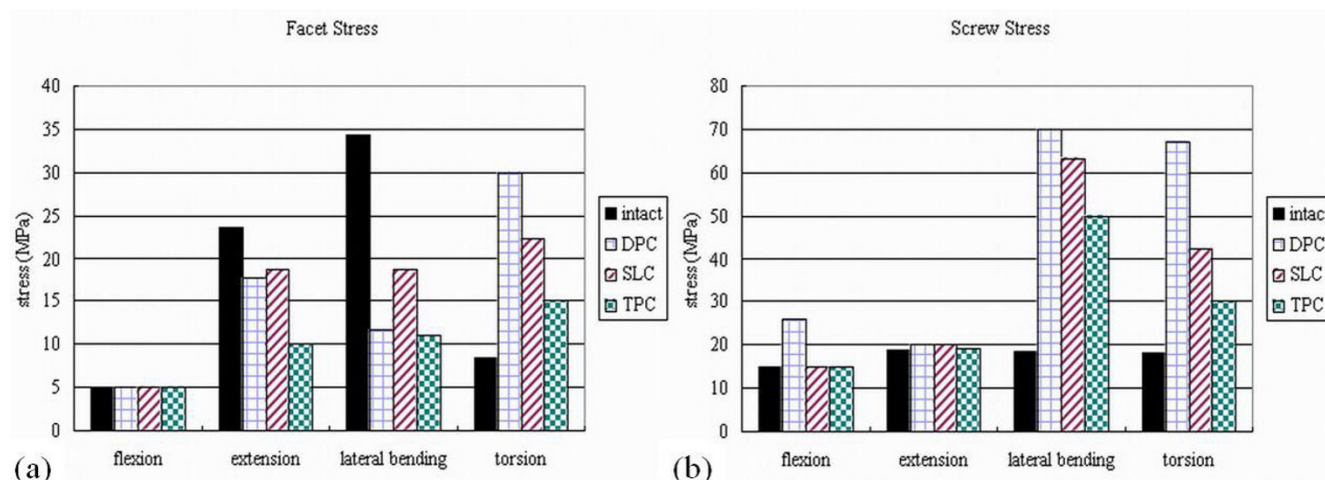 Facet Stress
stress (MPa)
40
35
30
25
20
15
10
5
0
flexion extension lateral bending torsion
intact
DPC
SLC
TPC
(a)
Screw Stress
stress (MPa)
80
70
60
50
40
30
20
10
0
flexion extension lateral bending torsion
intact
DPC
SLC
TPC
(b)